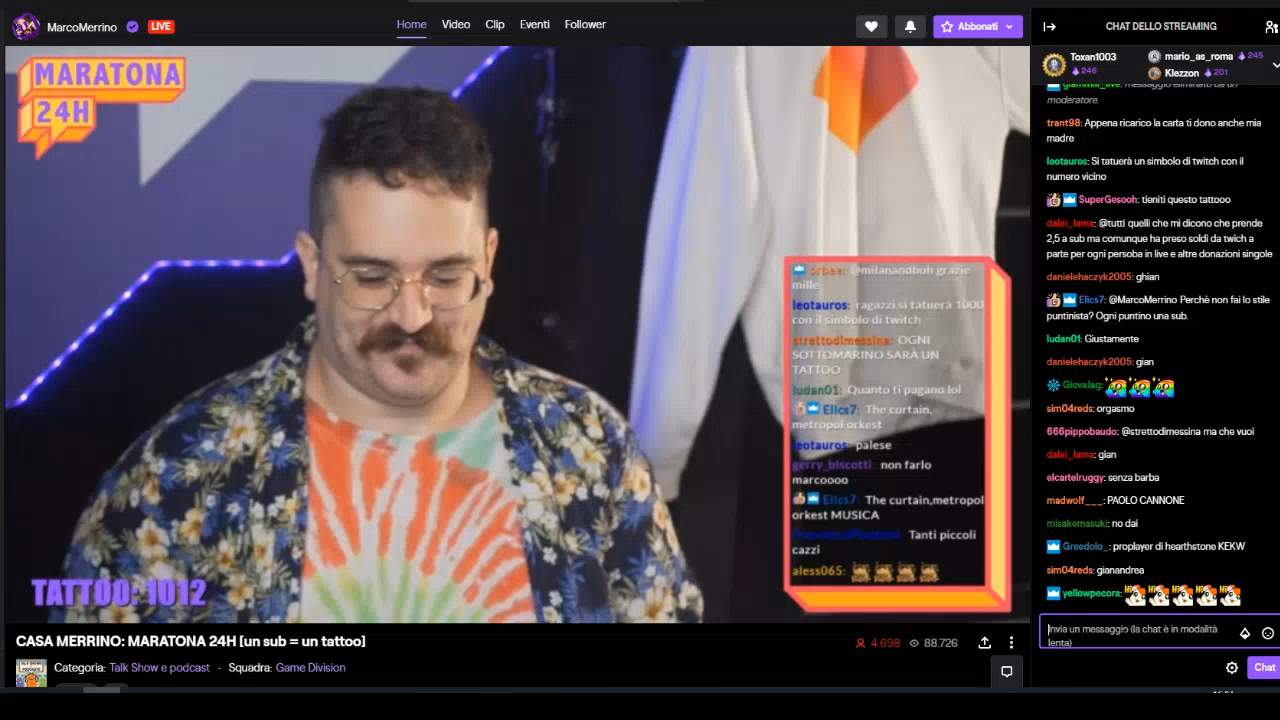 MarcoMerrino
LIVE
Home
Video
Clip
Eventi
Follower
Abbonati
MARATONA
24H
orbee: @milanandboh grazie
mille
leotauros: ragazzi si tatuerà 1000
con il simbolo di twitch
strettodimessina: OGNI
SOTTOMARINO SARÀ UN
TATTOO
ludan01: Quanto ti pagano lol
Elics7: The curtain,
metropol orkest
leotauros: palese
gerry_biscotti: non farlo
marcoooo
Elics7: The curtain,metropol
orkest MUSICA
Tanti piccoli
cazzi
aless065:
TATTOO: 1012
CASA MERRINO: MARATONA 24H [un sub = un tattoo]
4.698
88.726
Categoria: Talk Show e podcast · Squadra: Game Division
CHAT DELLO STREAMING
Toxan1003
246
mario_as_roma 245
Klezzon 201
giammii_live: messaggio eliminato da un
moderatore.
trant98: Appena ricarico la carta ti dono anche mia
madre
leotauros: Si tatuerà un simbolo di twitch con il
numero vicino
SuperGesooh: tieniti questo tattooo
dalei_lama: @tutti quelli che mi dicono che prende
2,5 a sub ma comunque ha preso soldi da twich a
parte per ogni persoba in live e altre donazioni singole
danielehaczyk2005: ghian
Elics7: @MarcoMerrino Perchè non fai lo stile
puntinista? Ogni puntino una sub.
ludan01: Giustamente
danielehaczyk2005: gian
GiovaJag:
sim04reds: orgasmo
666pippobaudo: @strettodimessina ma che vuoi
dalei_lama: gian
elcartelruggy: senza barba
madwolf___: PAOLO CANNONE
misakemasuki: no dai
Greedolo_: proplayer di hearthstone KEKW
sim04reds: gianandrea
yellowpecora:
Invia un messaggio (la chat è in modalità
lenta)
Chat